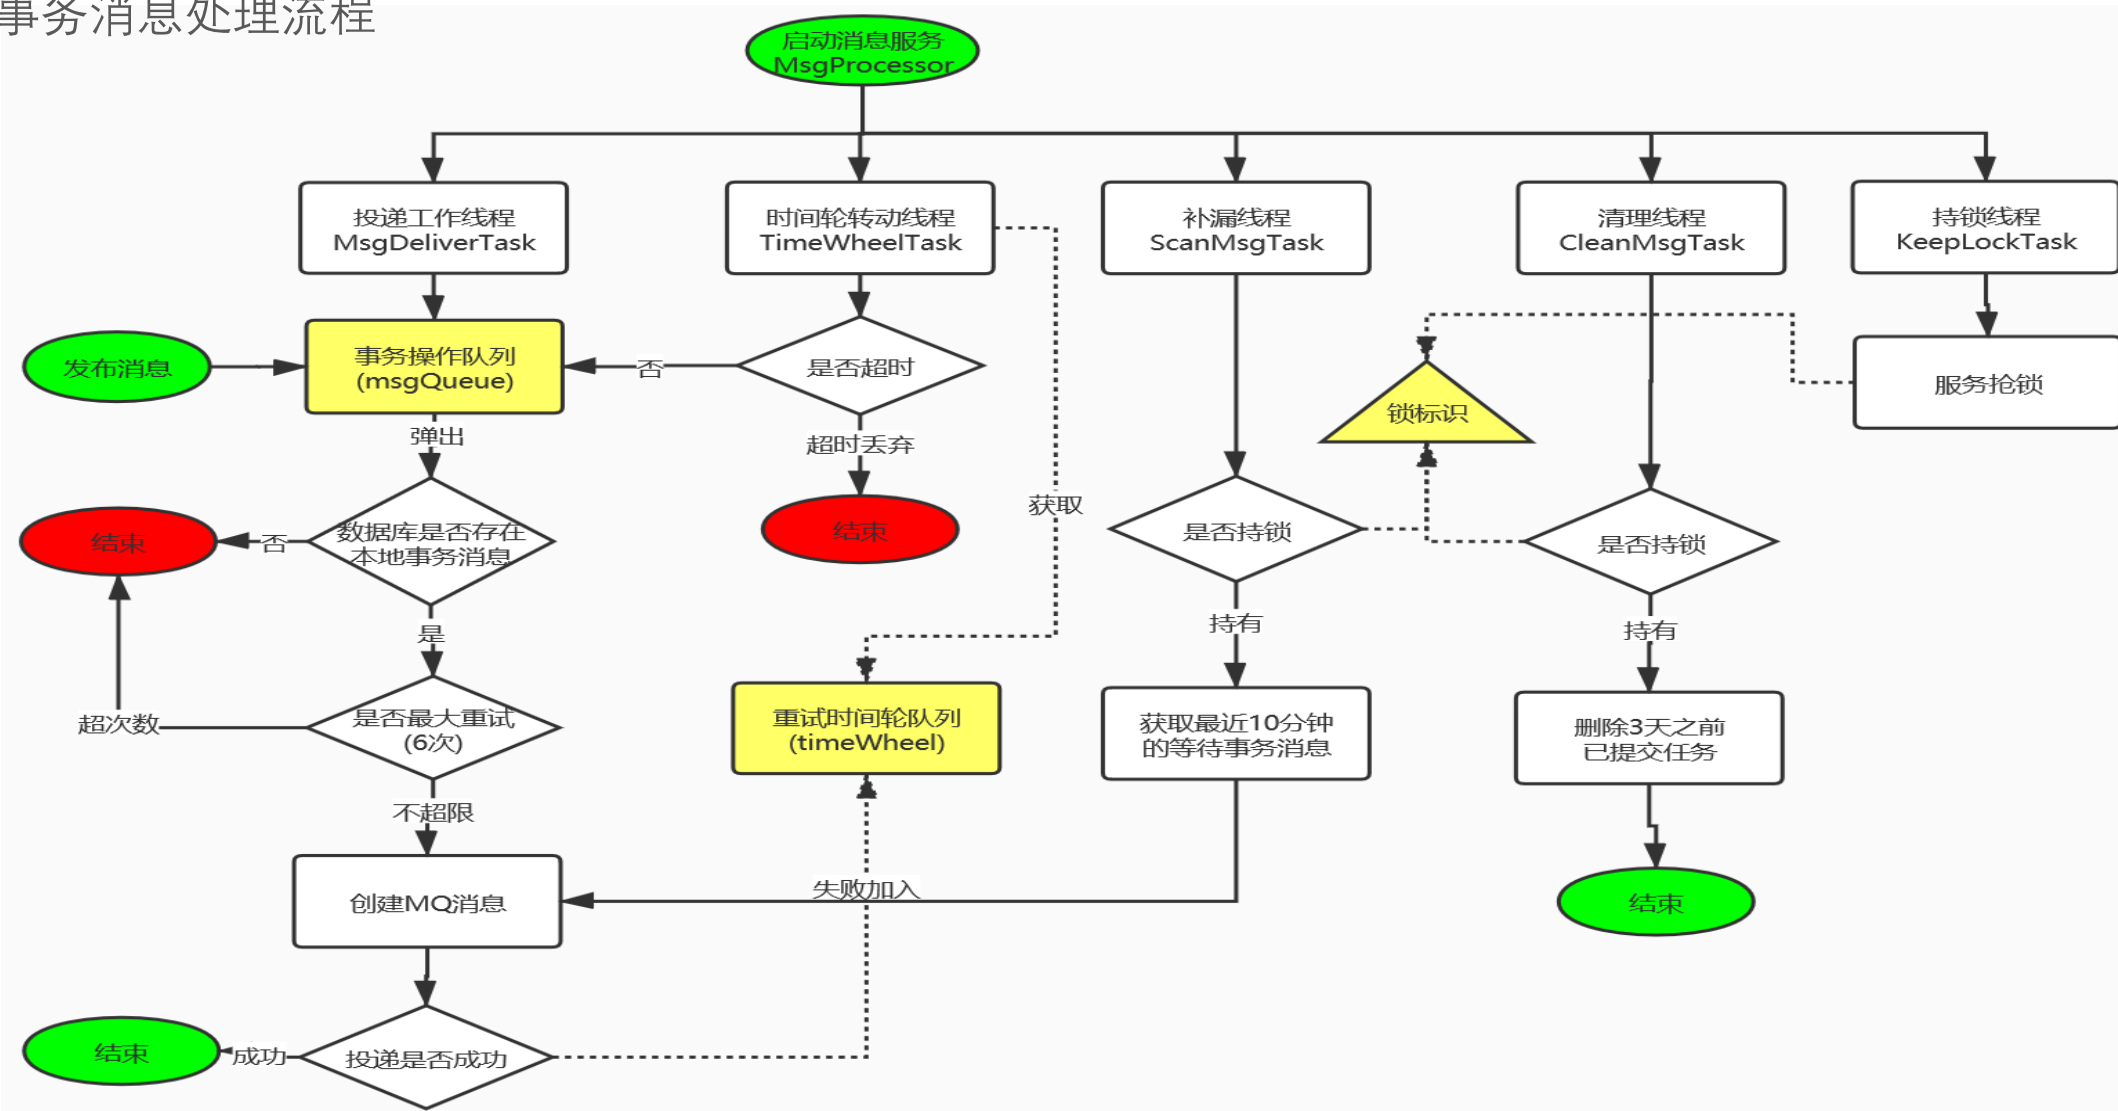 事务消息处理流程
启动消息服务
MsgProcessor
投递工作线程
MsgDeliverTask
时间轮转动线程
TimeWheelTask
补漏线程
ScanMsgTask
清理线程
CleanMsgTask
持锁线程
KeepLockTask
发布消息
事务操作队列
(msgQueue)
否
是否超时
服务抢锁
锁标识
弹出
超时丢弃
获取
结束
否
数据库是否存在
本地事务消息
结束
是否持锁
是否持锁
是
持有
持有
超次数
是否最大重试
(6次)
重试时间轮队列
(timeWheel)
获取最近10分钟
的等待事务消息
删除3天之前
已提交任务
不超限
创建MQ消息
失败加入
结束
结束
成功
投递是否成功